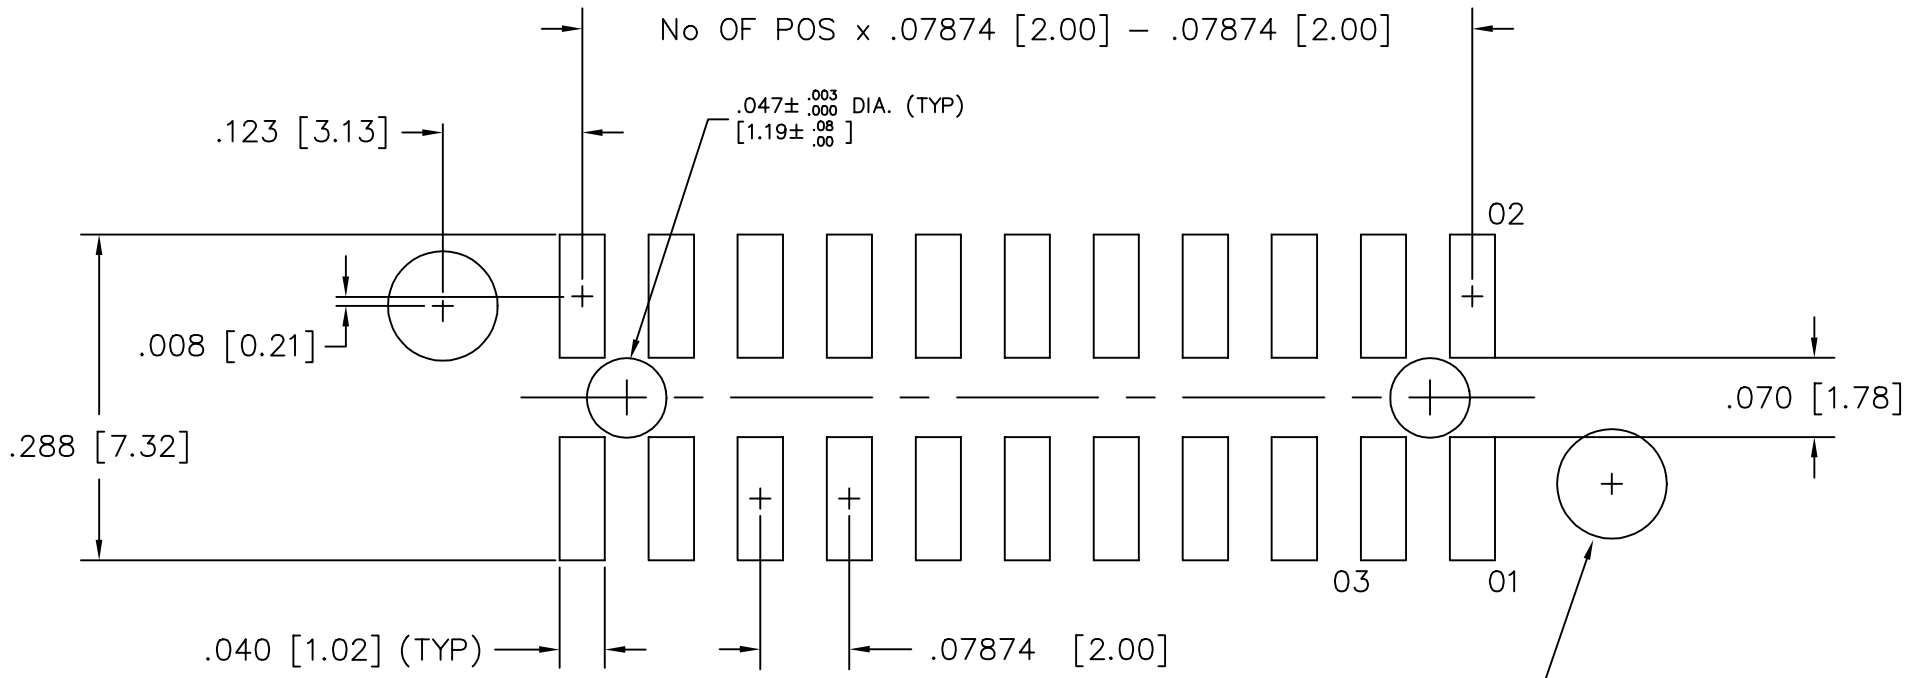 No OF POS x .07874 [2.00] – .07874 [2.00]
.047± .003 .000 DIA. (TYP)
[1.19± .08 .00 ]
.123 [3.13]
02
.008 [0.21]
.070 [1.78]
.288 [7.32]
03
01
.040 [1.02] (TYP)
.07874 [2.00]